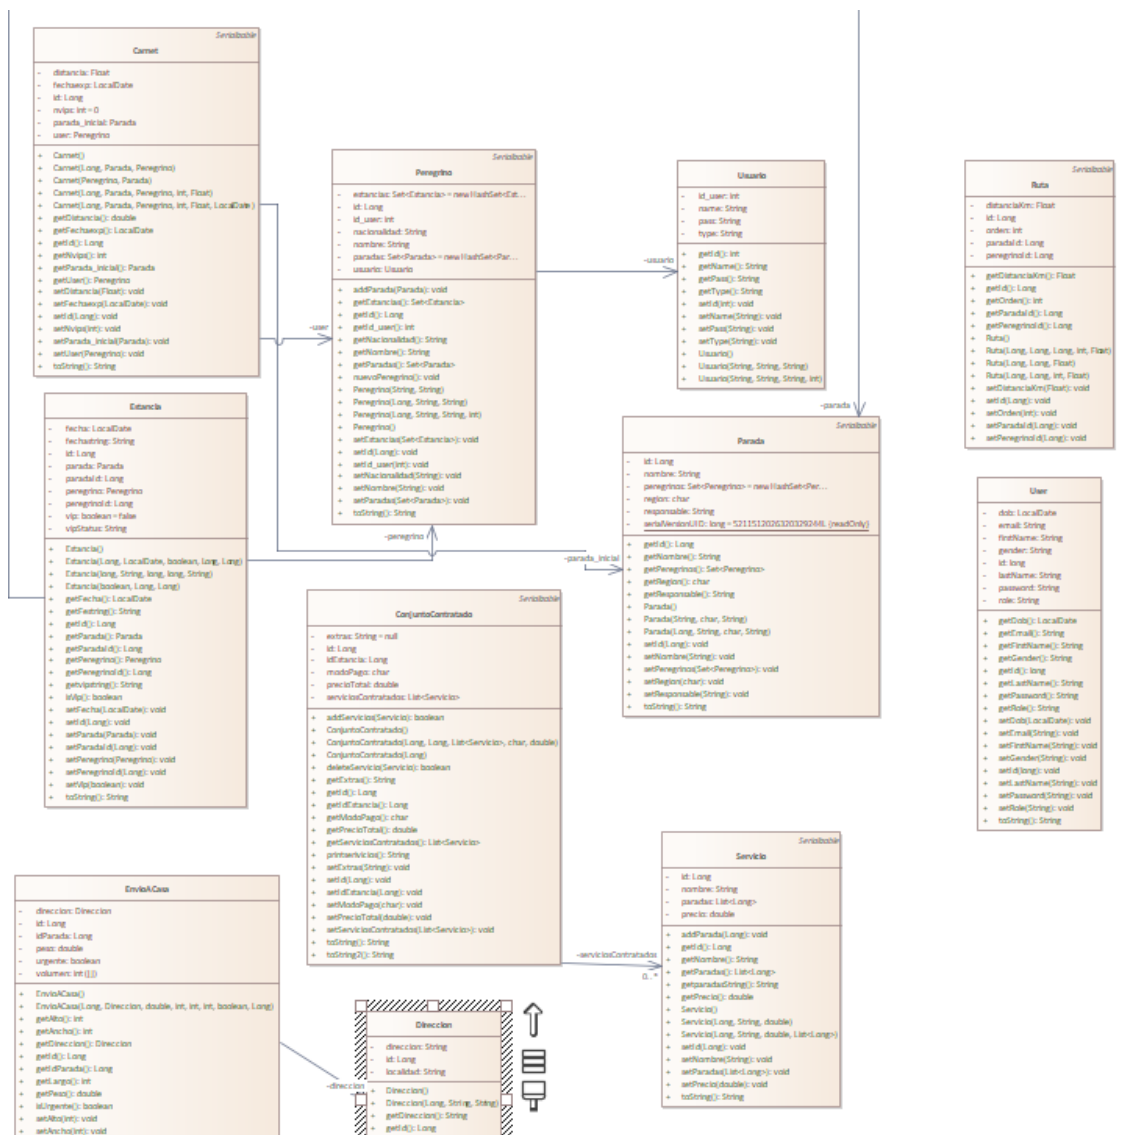 Serializable
Carnet
- distancia: Float
- fechaexp: LocalDate
- id: Long
- nvips: int = 0
- parada_inicial: Parada
- user: Peregrino
+ Carnet()
+ Carnet(Long, Parada, Peregrino)
+ Carnet(Peregrino, Parada)
+ Carnet(Long, Parada, Peregrino, int, Float)
+ Carnet(Long, Parada, Peregrino, int, Float, LocalDate)
+ getDistancia(): double
+ getFechaexp(): LocalDate
+ getId(): Long
+ getNvips(): int
+ getParada_inicial(): Parada
+ getUser(): Peregrino
+ setDistancia(Float): void
+ setFechaexp(LocalDate): void
+ setId(Long): void
+ setNvips(int): void
+ setParada_inicial(Parada): void
+ setUser(Peregrino): void
+ toString(): String
-user
Serializable
Peregrino
- estancias: Set<Estancia> = new HashSet<Est...
- id: Long
- id_user: int
- nacionalidad: String
- nombre: String
- paradas: Set<Parada> = new HashSet<Par...
- usuario: Usuario
+ addParada(Parada): void
+ getEstancias(): Set<Estancia>
+ getId(): Long
+ getId_user(): int
+ getNacionalidad(): String
+ getNombre(): String
+ getParadas(): Set<Parada>
+ nuevoPeregrino(): void
+ Peregrino(String, String)
+ Peregrino(Long, String, String)
+ Peregrino(Long, String, String, int)
+ Peregrino()
+ setEstancias(Set<Estancia>): void
+ setId(Long): void
+ setId_user(int): void
+ setNacionalidad(String): void
+ setNombre(String): void
+ setParadas(Set<Parada>): void
+ toString(): String
-usuario
Usuario
- id_user: int
- name: String
- pass: String
- type: String
+ getId(): int
+ getName(): String
+ getPass(): String
+ getType(): String
+ setId(int): void
+ setName(String): void
+ setPass(String): void
+ setType(String): void
+ Usuario()
+ Usuario(String, String, String)
+ Usuario(String, String, String, int)
Serializable
Ruta
- distanciaKm: Float
- id: Long
- orden: int
- paradaId: Long
- peregrinoId: Long
+ getDistanciaKm(): Float
+ getId(): Long
+ getOrden(): int
+ getParadaId(): Long
+ getPeregrinoId(): Long
+ Ruta()
+ Ruta(Long, Long, Long, int, Float)
+ Ruta(Long, Long, Float)
+ Ruta(Long, Long, int, Float)
+ setDistanciaKm(Float): void
+ setId(Long): void
+ setOrden(int): void
+ setParadaId(Long): void
+ setPeregrinoId(Long): void
Estancia
- fecha: LocalDate
- fechastring: String
- id: Long
- parada: Parada
- paradaId: Long
- peregrino: Peregrino
- peregrinoId: Long
- vip: boolean = false
- vipStatus: String
+ Estancia()
+ Estancia(Long, LocalDate, boolean, Long, Long)
+ Estancia(long, String, long, long, String)
+ Estancia(boolean, Long, Long)
+ getFecha(): LocalDate
+ getFestring(): String
+ getId(): Long
+ getParada(): Parada
+ getParadaId(): Long
+ getPeregrino(): Peregrino
+ getPeregrinoId(): Long
+ getvipstring(): String
+ isVip(): boolean
+ setFecha(LocalDate): void
+ setId(Long): void
+ setParada(Parada): void
+ setParadaId(Long): void
+ setPeregrino(Peregrino): void
+ setPeregrinoId(Long): void
+ setVip(boolean): void
+ toString(): String
-peregrino
-parada_inicial
-parada
Serializable
Parada
- id: Long
- nombre: String
- peregrinos: Set<Peregrino> = new HashSet<Per...
- region: char
- responsable: String
- serialVersionUID: long = 5211512026320329244L {readOnly}
+ getId(): Long
+ getNombre(): String
+ getPeregrinos(): Set<Peregrino>
+ getRegion(): char
+ getResponsable(): String
+ Parada()
+ Parada(String, char, String)
+ Parada(Long, String, char, String)
+ setId(Long): void
+ setNombre(String): void
+ setPeregrinos(Set<Peregrino>): void
+ setRegion(char): void
+ setResponsable(String): void
+ toString(): String
User
- dob: LocalDate
- email: String
- firstName: String
- gender: String
- id: long
- lastName: String
- password: String
- role: String
+ getDob(): LocalDate
+ getEmail(): String
+ getFirstName(): String
+ getGender(): String
+ getId(): long
+ getLastName(): String
+ getPassword(): String
+ getRole(): String
+ setDob(LocalDate): void
+ setEmail(String): void
+ setFirstName(String): void
+ setGender(String): void
+ setId(long): void
+ setLastName(String): void
+ setPassword(String): void
+ setRole(String): void
+ toString(): String
Serializable
ConjuntoContratado
- extras: String = null
- id: Long
- idEstancia: Long
- modoPago: char
- precioTotal: double
- serviciosContratados: List<Servicio>
+ addServicios(Servicio): boolean
+ ConjuntoContratado()
+ ConjuntoContratado(Long, Long, List<Servicio>, char, double)
+ ConjuntoContratado(Long)
+ deleteServicio(Servicio): boolean
+ getExtras(): String
+ getId(): Long
+ getIdEstancia(): Long
+ getModoPago(): char
+ getPrecioTotal(): double
+ getServiciosContratados(): List<Servicio>
+ printserivicios(): String
+ setExtras(String): void
+ setId(Long): void
+ setIdEstancia(Long): void
+ setModoPago(char): void
+ setPrecioTotal(double): void
+ setServiciosContratados(List<Servicio>): void
+ toString(): String
+ toString2(): String
-serviciosContratados
0..*
Serializable
Servicio
- id: Long
- nombre: String
- paradas: List<Long>
- precio: double
+ addParada(Long): void
+ getId(): Long
+ getNombre(): String
+ getParadas(): List<Long>
+ getparadasString(): String
+ getPrecio(): double
+ Servicio()
+ Servicio(Long, String, double)
+ Servicio(Long, String, double, List<Long>)
+ setId(Long): void
+ setNombre(String): void
+ setParadas(List<Long>): void
+ setPrecio(double): void
+ toString(): String
EnvioACasa
- direccion: Direccion
- id: Long
- idParada: Long
- peso: double
- urgente: boolean
- volumen: int ([])
+ EnvioACasa()
+ EnvioACasa(Long, Direccion, double, int, int, int, boolean, Long)
+ getAlto(): int
+ getAncho(): int
+ getDireccion(): Direccion
+ getId(): Long
+ getIdParada(): Long
+ getLargo(): int
+ getPeso(): double
+ isUrgente(): boolean
+ setAlto(int): void
+ setAncho(int): void
-direccion
Direccion
- direccion: String
- id: Long
- localidad: String
+ Direccion()
+ Direccion(Long, String, String)
+ getDireccion(): String
+ getId(): Long